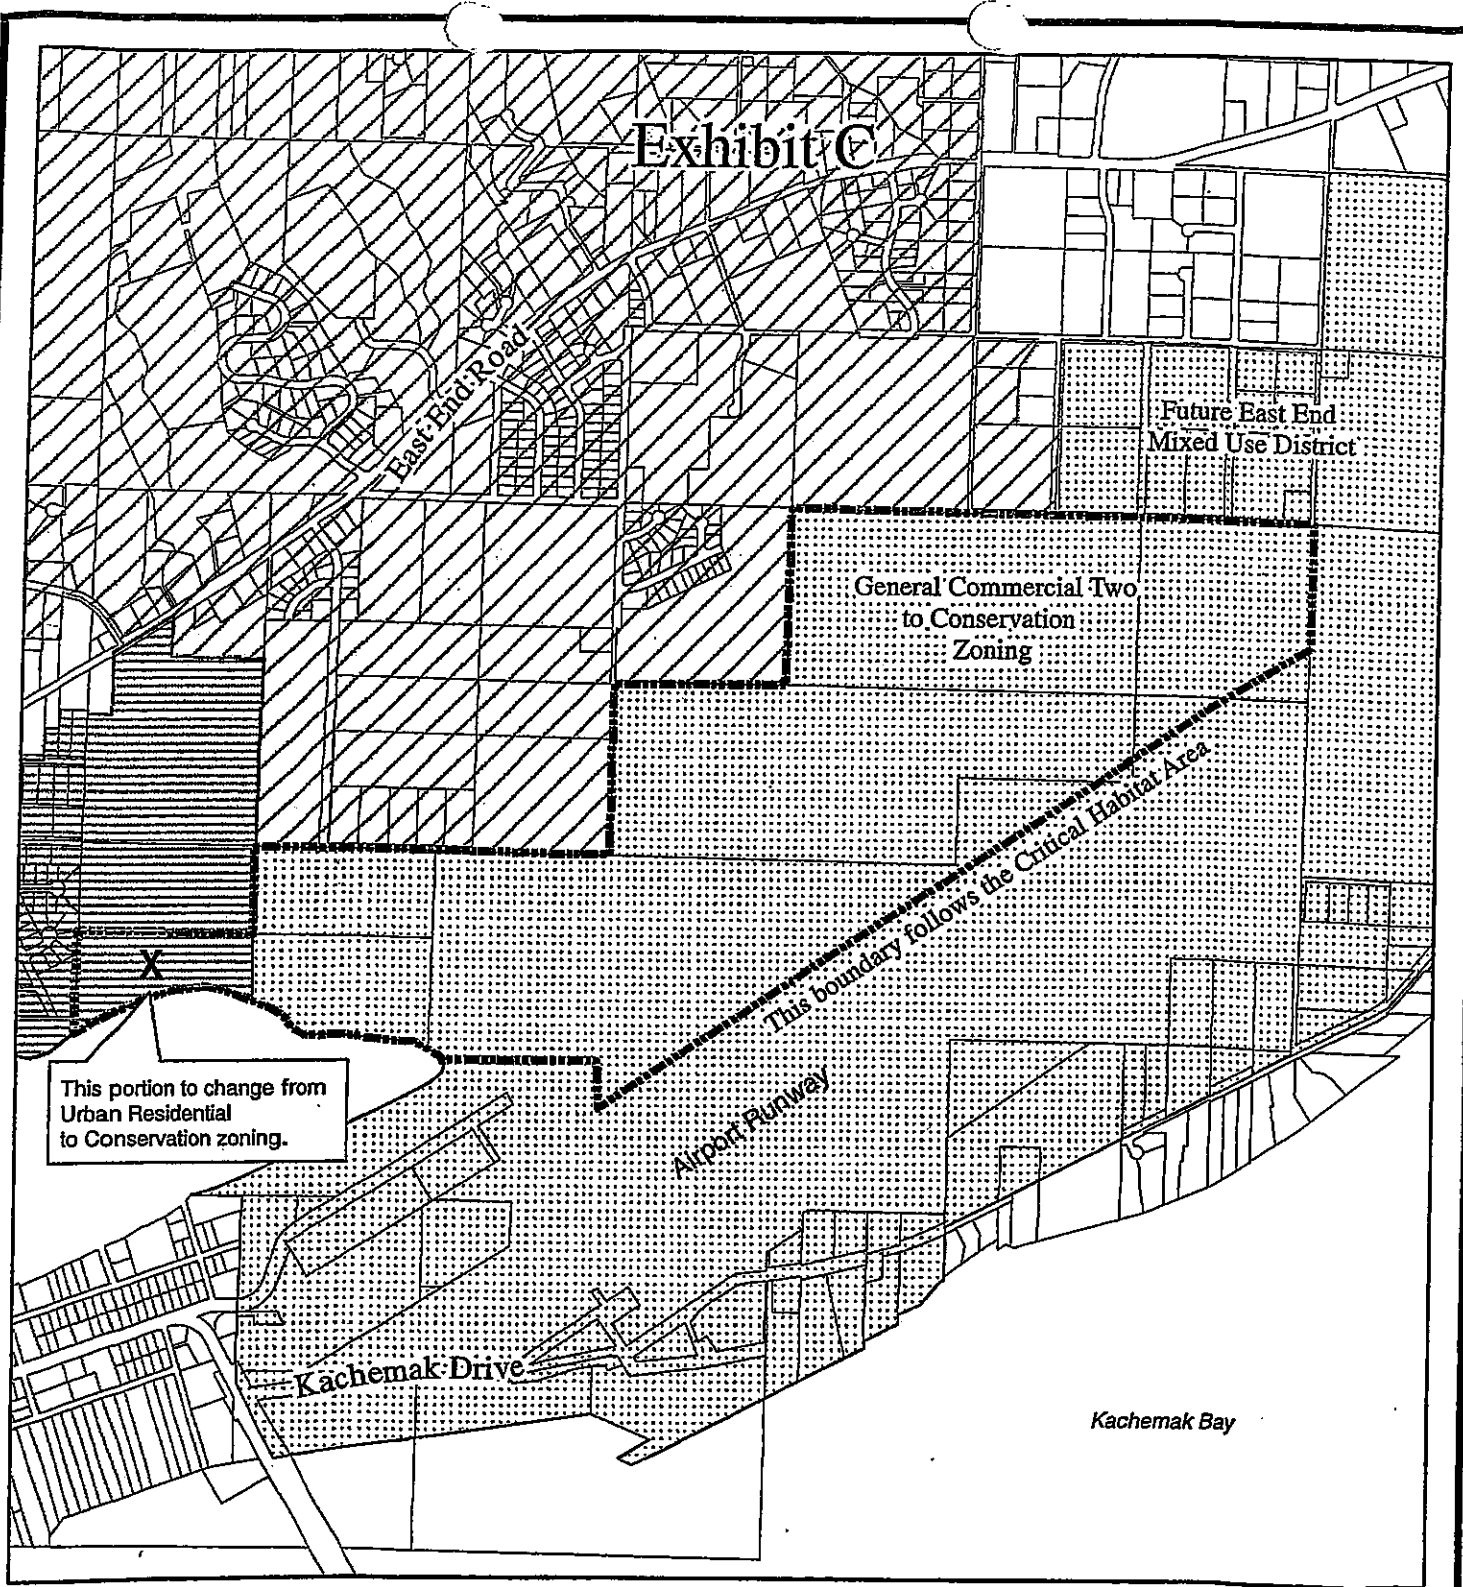 Exhibit C
East End Road
Future East End
Mixed Use District
General Commercial Two
to Conservation
Zoning
This boundary follows the Critical Habitat Area
X
This portion to change from
Urban Residential
to Conservation zoning.
Airport Runway
Kachemak Drive
Kachemak Bay